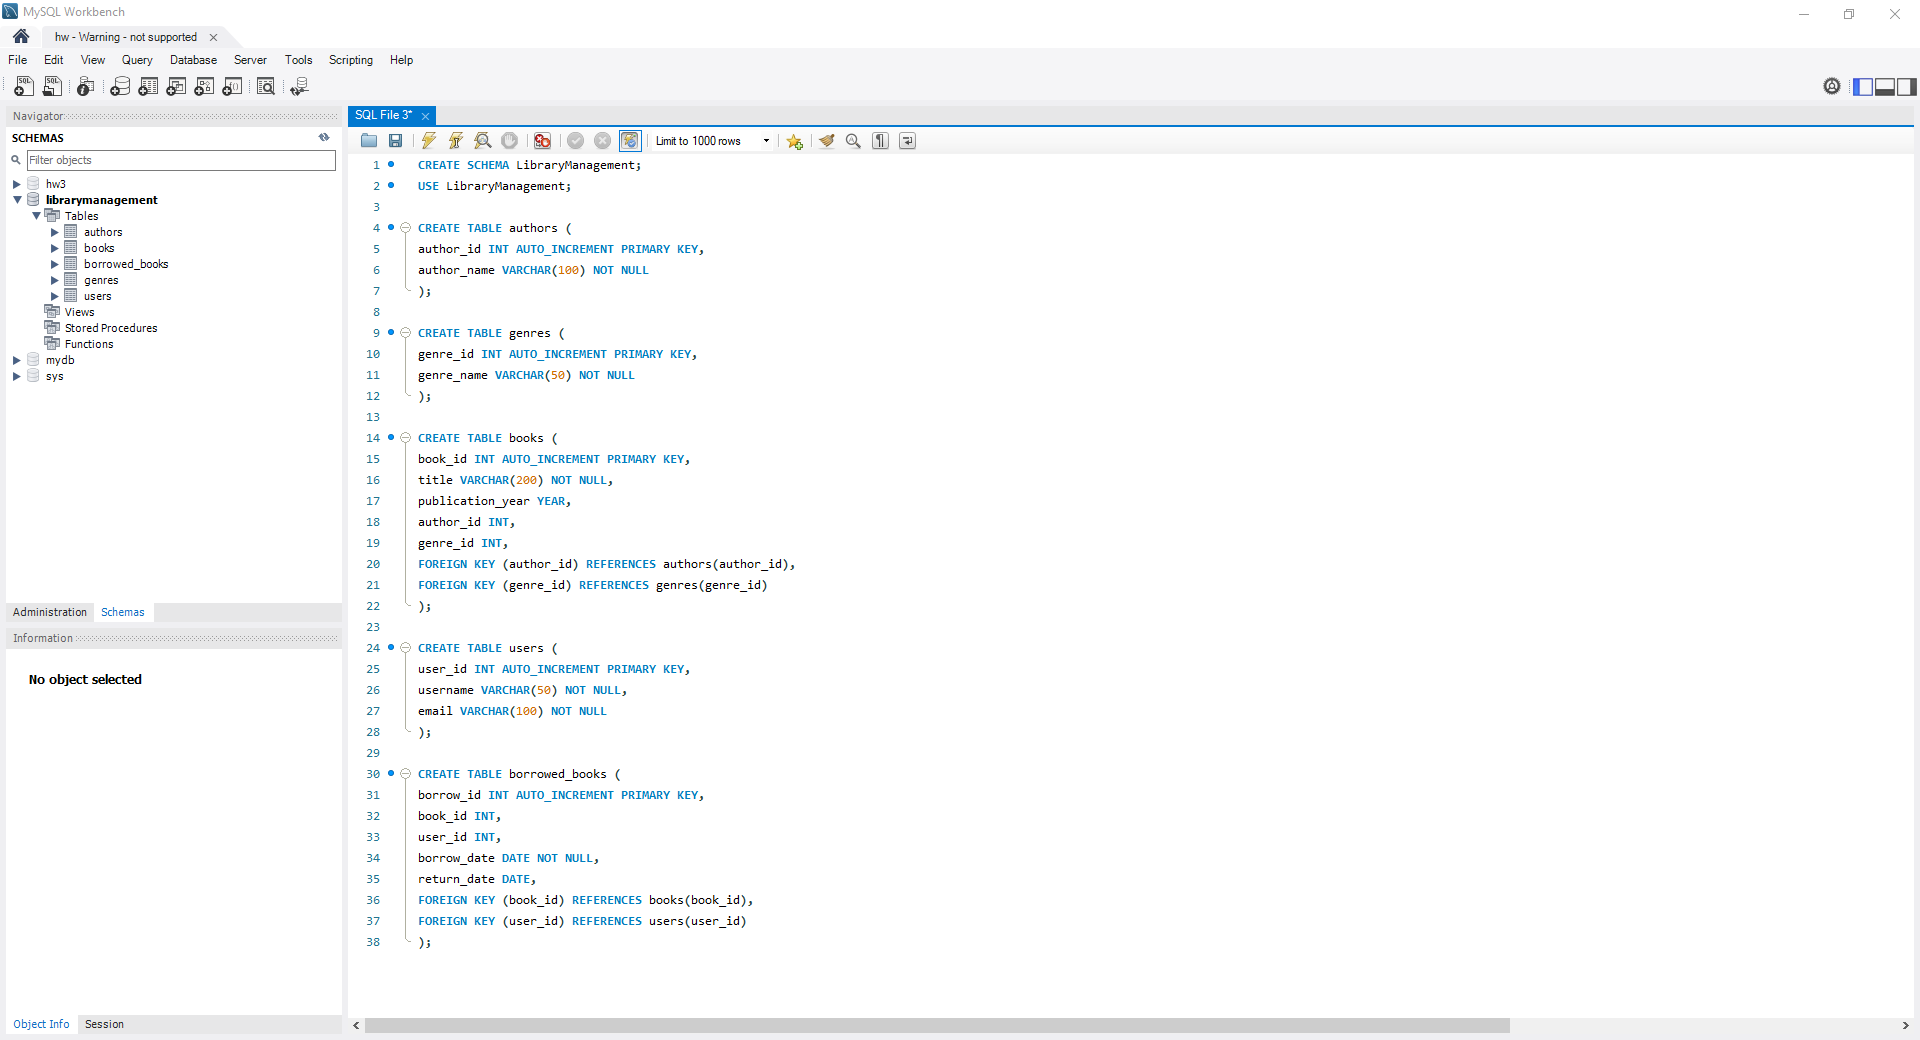 MySQL Workbench
hw - Warning - not supported
File Edit View Query Database Server Tools Scripting Help
Navigator
SCHEMAS
Filter objects
hw3
librarymanagement
Tables
authors
books
borrowed_books
genres
users
Views
Stored Procedures
Functions
mydb
sys
Administration Schemas
Information
No object selected
Object Info Session
SQL File 3*
Limit to 1000 rows
1 CREATE SCHEMA LibraryManagement;
2 USE LibraryManagement;
3
4 CREATE TABLE authors (
5 author_id INT AUTO_INCREMENT PRIMARY KEY,
6 author_name VARCHAR(100) NOT NULL
7 );
8
9 CREATE TABLE genres (
10 genre_id INT AUTO_INCREMENT PRIMARY KEY,
11 genre_name VARCHAR(50) NOT NULL
12 );
13
14 CREATE TABLE books (
15 book_id INT AUTO_INCREMENT PRIMARY KEY,
16 title VARCHAR(200) NOT NULL,
17 publication_year YEAR,
18 author_id INT,
19 genre_id INT,
20 FOREIGN KEY (author_id) REFERENCES authors(author_id),
21 FOREIGN KEY (genre_id) REFERENCES genres(genre_id)
22 );
23
24 CREATE TABLE users (
25 user_id INT AUTO_INCREMENT PRIMARY KEY,
26 username VARCHAR(50) NOT NULL,
27 email VARCHAR(100) NOT NULL
28 );
29
30 CREATE TABLE borrowed_books (
31 borrow_id INT AUTO_INCREMENT PRIMARY KEY,
32 book_id INT,
33 user_id INT,
34 borrow_date DATE NOT NULL,
35 return_date DATE,
36 FOREIGN KEY (book_id) REFERENCES books(book_id),
37 FOREIGN KEY (user_id) REFERENCES users(user_id)
38 );